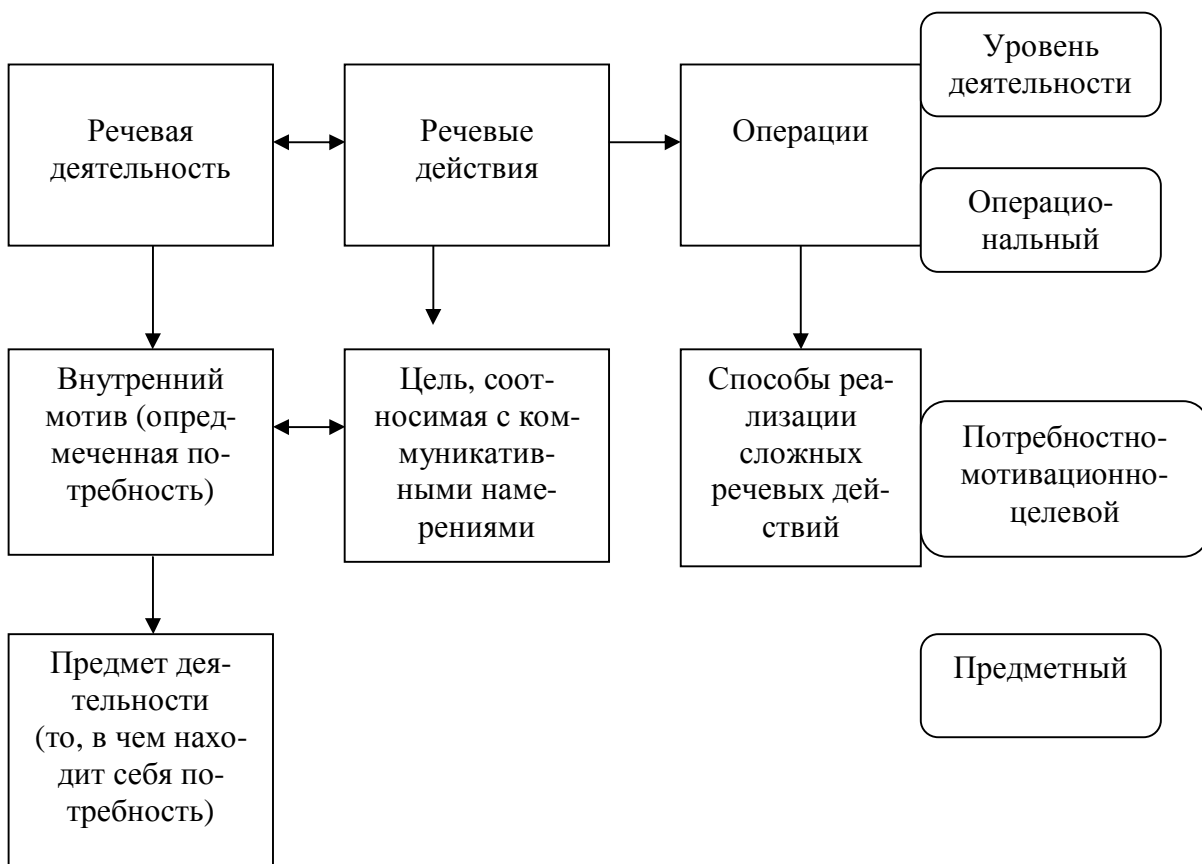 Уровень
деятельности
Речевая
деятельность
Речевые
действия
Операции
Операцио-
нальный
Внутренний
мотив (опред-
меченная по-
требность)
Цель, соот-
носимая с ком-
муникатив-
ными наме-
рениями
Способы реа-
лизации
сложных
речевых дей-
ствий
Потребностно-
мотивационно-
целевой
Предмет дея-
тельности
(то, в чем нахо-
дит себя по-
требность)
Предметный